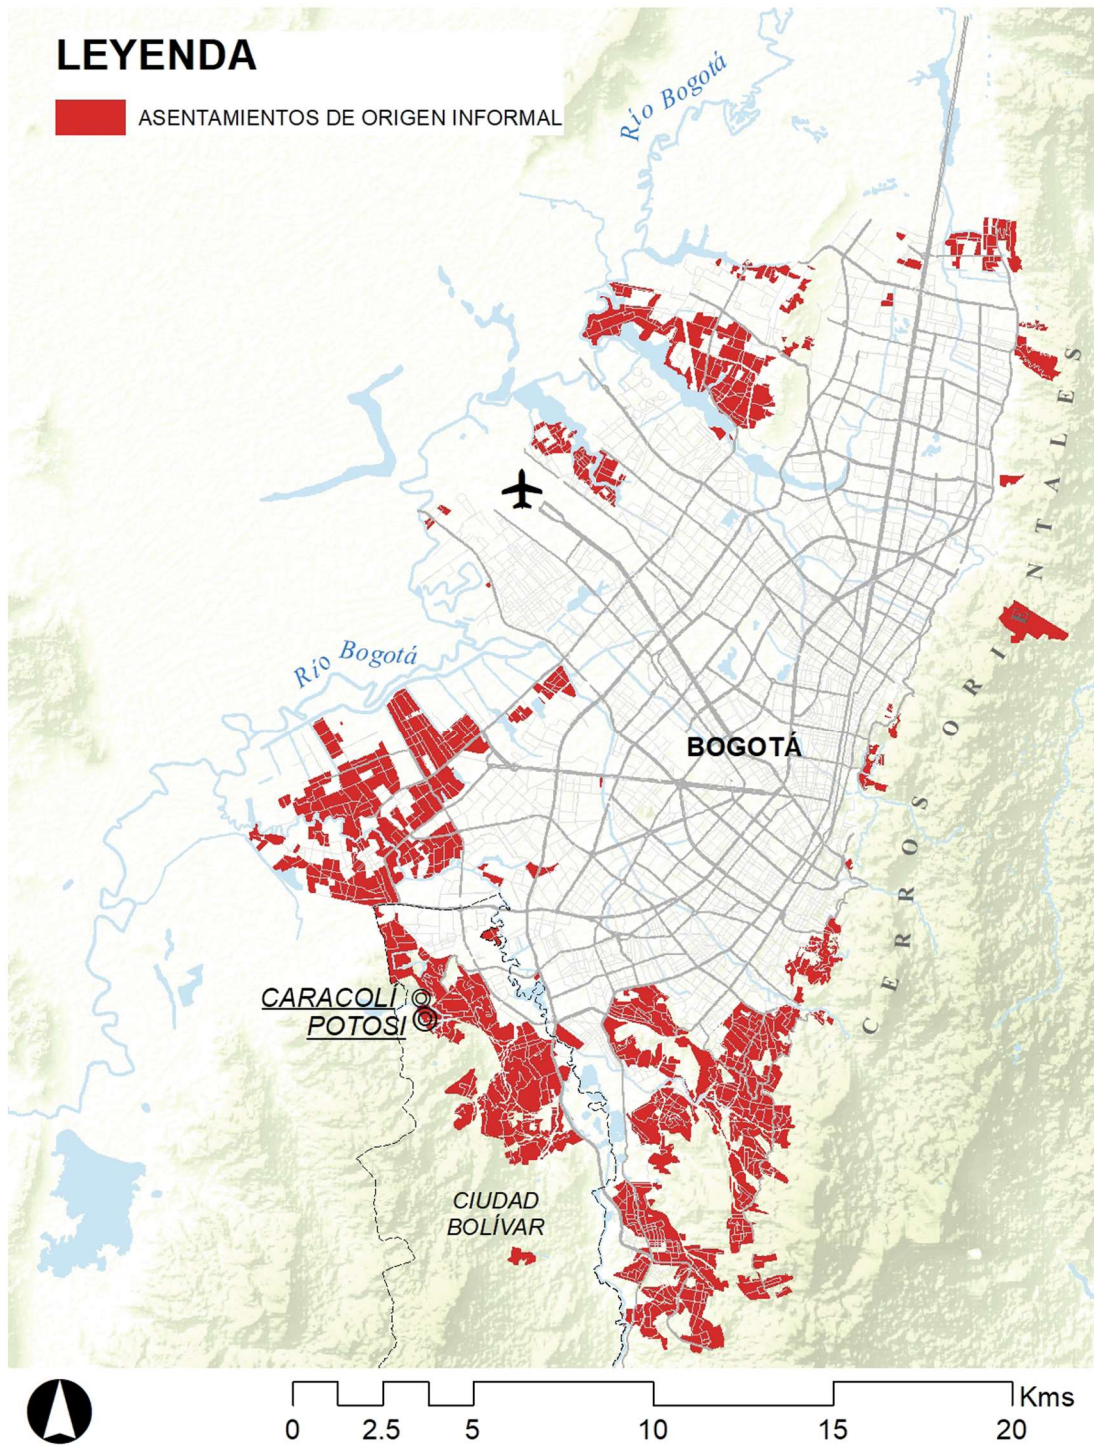 LEYENDA
ASENTAMIENTOS DE ORIGEN INFORMAL
Río Bogotá
Río Bogotá
BOGOTÁ
CERROS ORIENTALES
CARACOLÍ
POTOSI
CIUDAD
BOLÍVAR
Kms
0 2.5 5 10 15 20